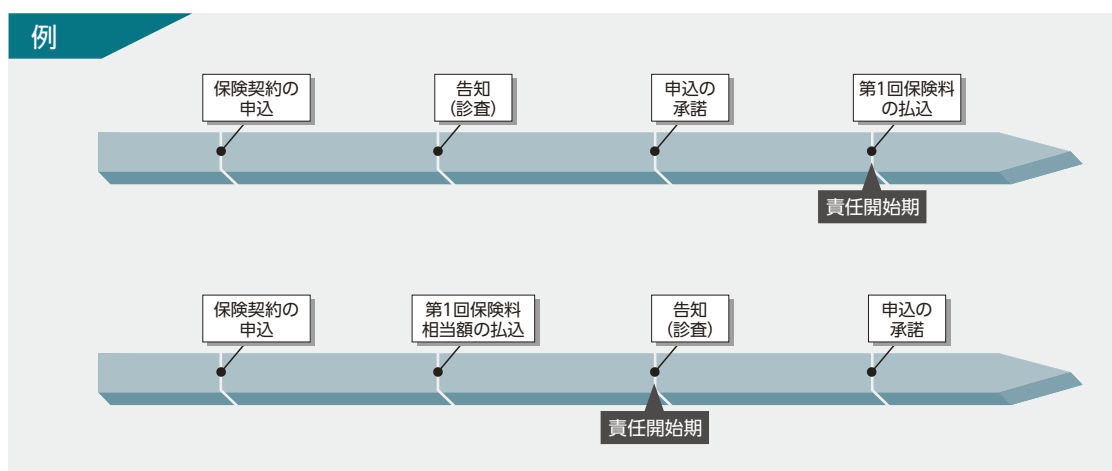 例
保険契約の
申込
告知
（診査）
申込の
承諾
第1回保険料
の払込
責任開始期
保険契約の
申込
第1回保険料
相当額の払込
告知
（診査）
申込の
承諾
責任開始期